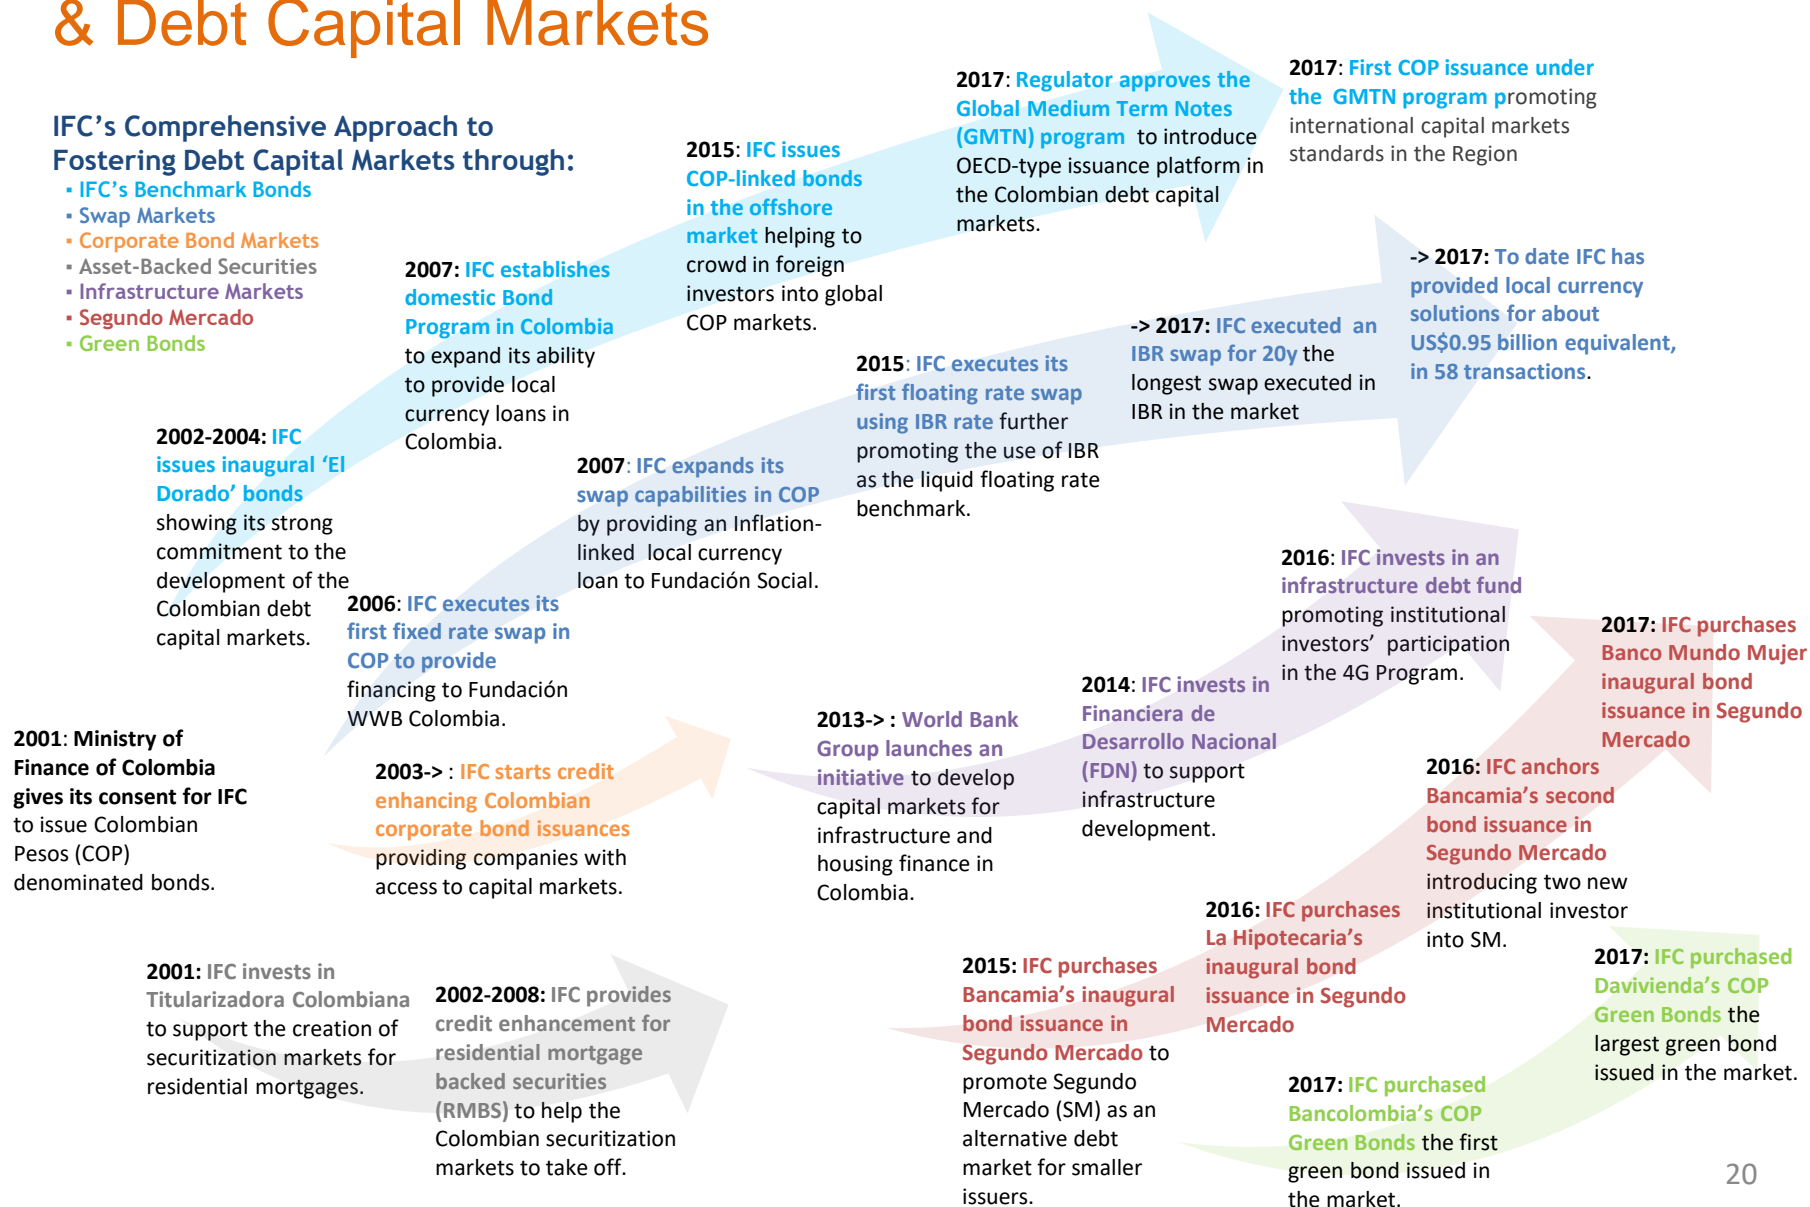 & Debt Capital Markets
IFC's Comprehensive Approach to
Fostering Debt Capital Markets through:
▪ IFC's Benchmark Bonds
▪ Swap Markets
▪ Corporate Bond Markets
▪ Asset-Backed Securities
▪ Infrastructure Markets
▪ Segundo Mercado
▪ Green Bonds
2001: Ministry of
Finance of Colombia
gives its consent for IFC
to issue Colombian
Pesos (COP)
denominated bonds.
2002-2004: IFC
issues inaugural 'El
Dorado' bonds
showing its strong
commitment to the
development of the
Colombian debt
capital markets.
2007: IFC establishes
domestic Bond
Program in Colombia
to expand its ability
to provide local
currency loans in
Colombia.
2015: IFC issues
COP-linked bonds
in the offshore
market helping to
crowd in foreign
investors into global
COP markets.
2017: Regulator approves the
Global Medium Term Notes
(GMTN) program to introduce
OECD-type issuance platform in
the Colombian debt capital
markets.
2017: First COP issuance under
the GMTN program promoting
international capital markets
standards in the Region
2006: IFC executes its
first fixed rate swap in
COP to provide
financing to Fundación
WWB Colombia.
2007: IFC expands its
swap capabilities in COP
by providing an Inflation-
linked local currency
loan to Fundación Social.
2015: IFC executes its
first floating rate swap
using IBR rate further
promoting the use of IBR
as the liquid floating rate
benchmark.
-> 2017: IFC executed an
IBR swap for 20y the
longest swap executed in
IBR in the market
-> 2017: To date IFC has
provided local currency
solutions for about
US$0.95 billion equivalent,
in 58 transactions.
2003-> : IFC starts credit
enhancing Colombian
corporate bond issuances
providing companies with
access to capital markets.
2013-> : World Bank
Group launches an
initiative to develop
capital markets for
infrastructure and
housing finance in
Colombia.
2014: IFC invests in
Financiera de
Desarrollo Nacional
(FDN) to support
infrastructure
development.
2016: IFC invests in an
infrastructure debt fund
promoting institutional
investors' participation
in the 4G Program.
2001: IFC invests in
Titularizadora Colombiana
to support the creation of
securitization markets for
residential mortgages.
2002-2008: IFC provides
credit enhancement for
residential mortgage
backed securities
(RMBS) to help the
Colombian securitization
markets to take off.
2015: IFC purchases
Bancamia's inaugural
bond issuance in
Segundo Mercado to
promote Segundo
Mercado (SM) as an
alternative debt
market for smaller
issuers.
2016: IFC purchases
La Hipotecaria's
inaugural bond
issuance in Segundo
Mercado
2016: IFC anchors
Bancamia's second
bond issuance in
Segundo Mercado
introducing two new
institutional investor
into SM.
2017: IFC purchases
Banco Mundo Mujer
inaugural bond
issuance in Segundo
Mercado
2017: IFC purchased
Bancolombia's COP
Green Bonds the first
green bond issued in
the market.
2017: IFC purchased
Davivienda's COP
Green Bonds the
largest green bond
issued in the market.
20